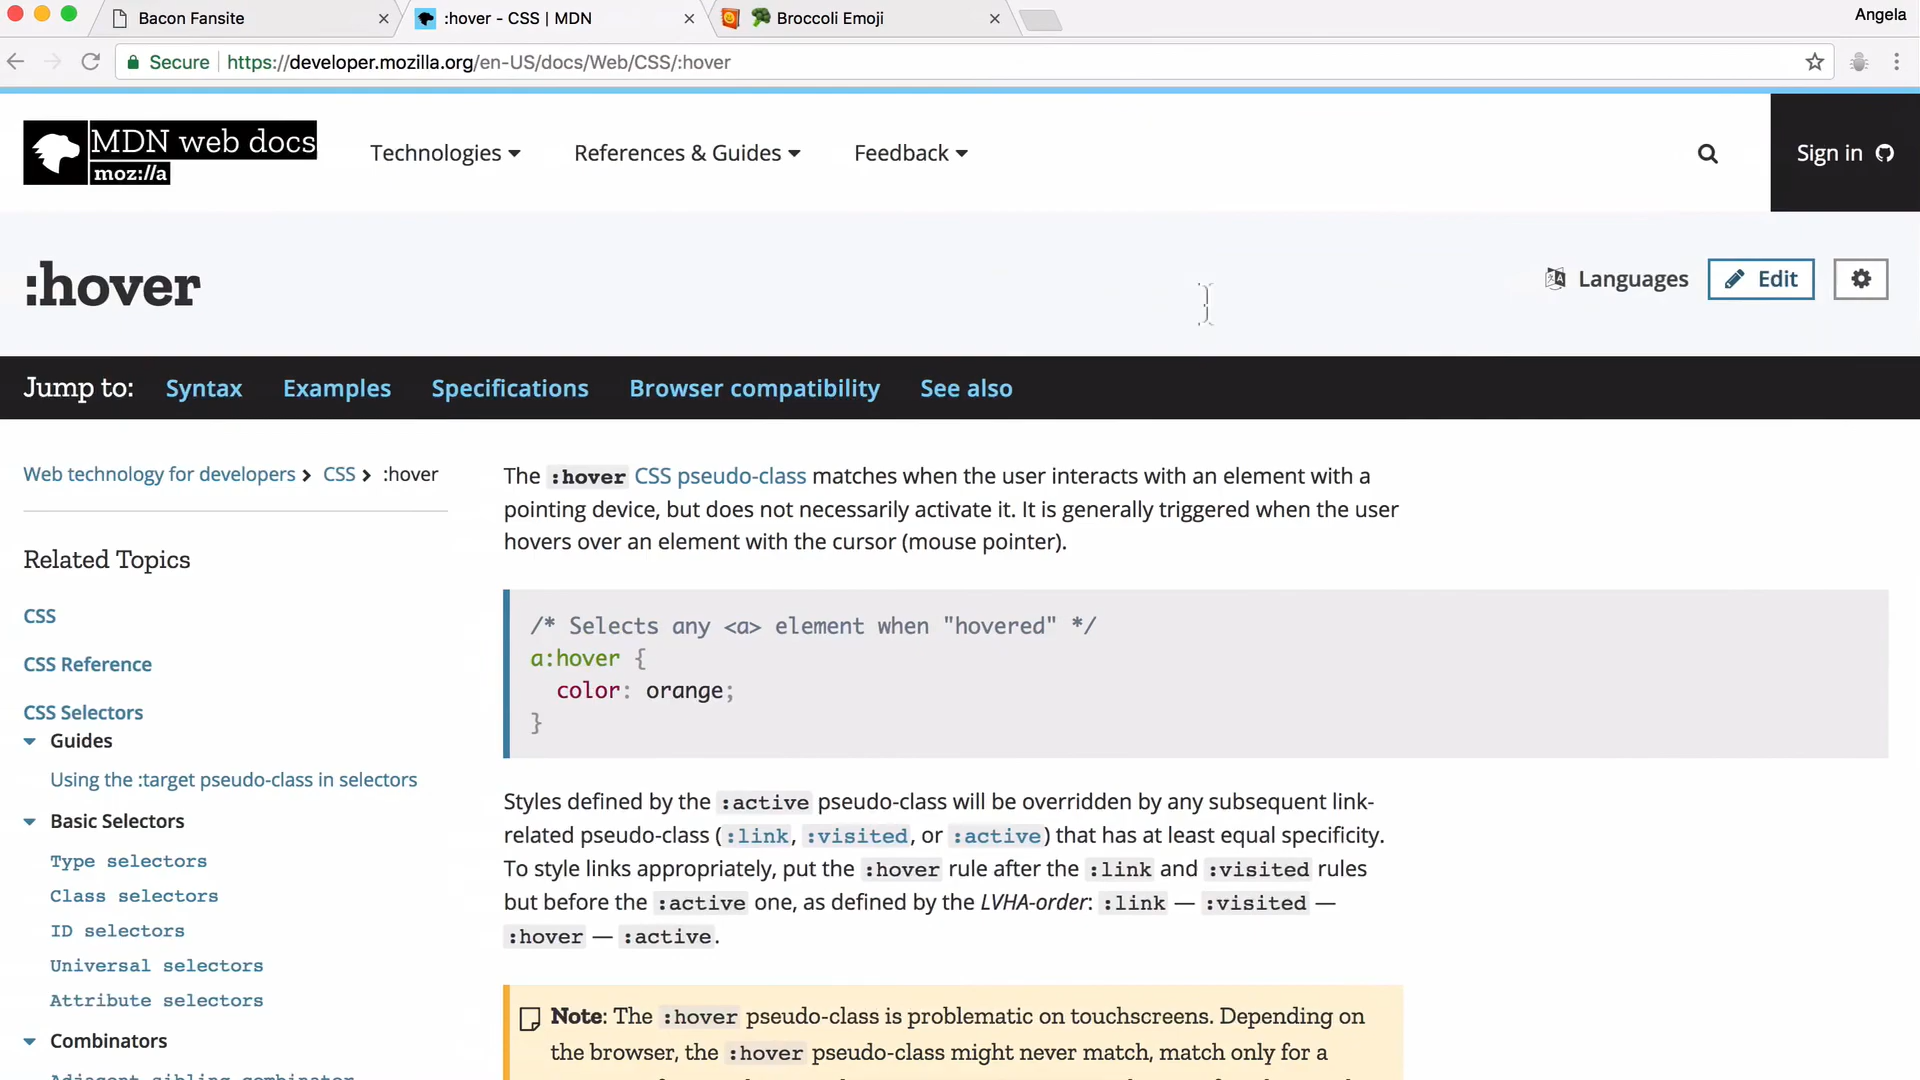 Bacon Fansite
:hover - CSS | MDN
🥦 Broccoli Emoji
Angela
Secure
https://developer.mozilla.org/en-US/docs/Web/CSS/:hover
MDN web docs
moz://a
Technologies
References & Guides
Feedback
Sign in
:hover
Languages
Edit
Jump to:
Syntax
Examples
Specifications
Browser compatibility
See also
Web technology for developers
CSS
:hover
Related Topics
CSS
CSS Reference
CSS Selectors
Guides
Using the :target pseudo-class in selectors
Basic Selectors
Type selectors
Class selectors
ID selectors
Universal selectors
Attribute selectors
Combinators
The :hover CSS pseudo-class matches when the user interacts with an element with a
pointing device, but does not necessarily activate it. It is generally triggered when the user
hovers over an element with the cursor (mouse pointer).
/* Selects any <a> element when "hovered" */
a:hover {
color: orange;
}
Styles defined by the :active pseudo-class will be overridden by any subsequent link-
related pseudo-class (:link, :visited, or :active) that has at least equal specificity.
To style links appropriately, put the :hover rule after the :link and :visited rules
but before the :active one, as defined by the LVHA-order: :link — :visited —
:hover — :active.
Note: The :hover pseudo-class is problematic on touchscreens. Depending on
the browser, the :hover pseudo-class might never match, match only for a